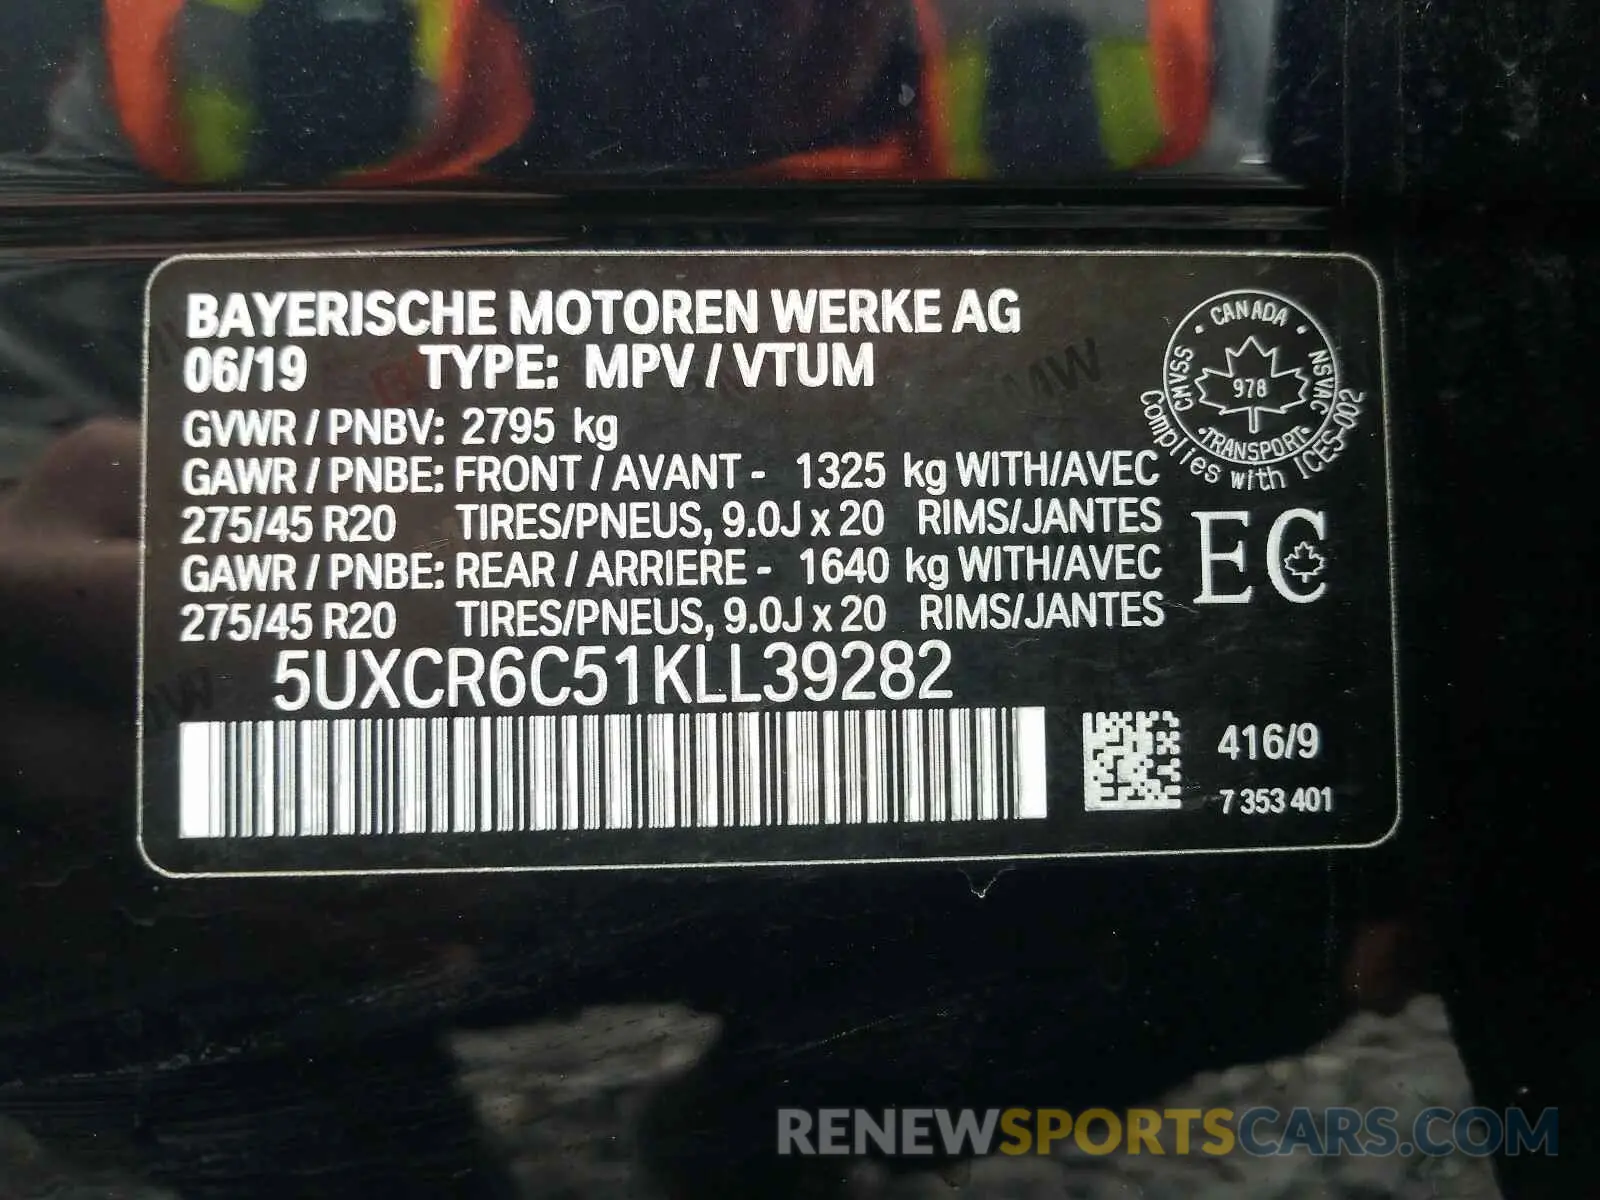 BAYERISCHE MOTOREN WERKE AG
06/19 TYPE: MPV / VTUM
GVWR / PNBV: 2795 kg
GAWR / PNBE: FRONT / AVANT - 1325 kg WITH/AVEC
275/45 R20 TIRES/PNEUS, 9.0J x 20 RIMS/JANTES
GAWR / PNBE: REAR / ARRIERE - 1640 kg WITH/AVEC
275/45 R20 TIRES/PNEUS, 9.0J x 20 RIMS/JANTES
5UXCR6C51KLL39282
CANADA
CMVSS
NSVAC
978
TRANSPORT
Complies with ICES-002
EC
416/9
7 353 401
RENEWSPORTSCARS.COM